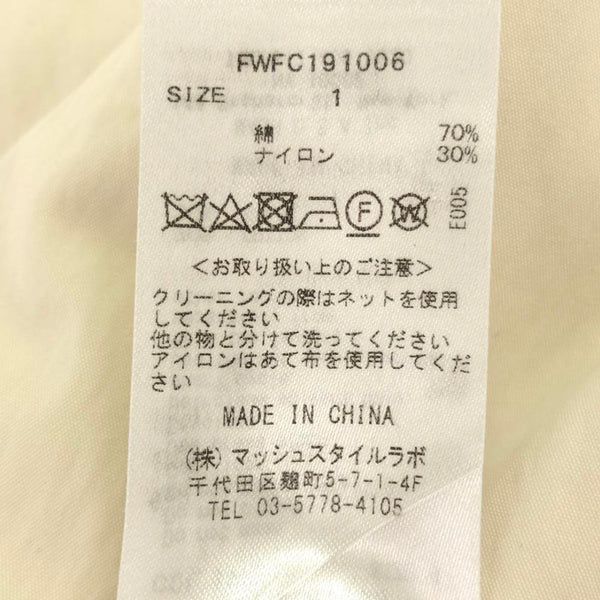 FWFC191006
SIZE 1
綿 70%
ナイロン 30%
F W E005
<お取り扱い上のご注意>
クリーニングの際はネットを使用
してください
他の物と分けて洗ってください
アイロンはあて布を使用してくだ
さい
MADE IN CHINA
(株)マッシュスタイルラボ
千代田区麹町5-7-1-4F
TEL 03-5778-4105